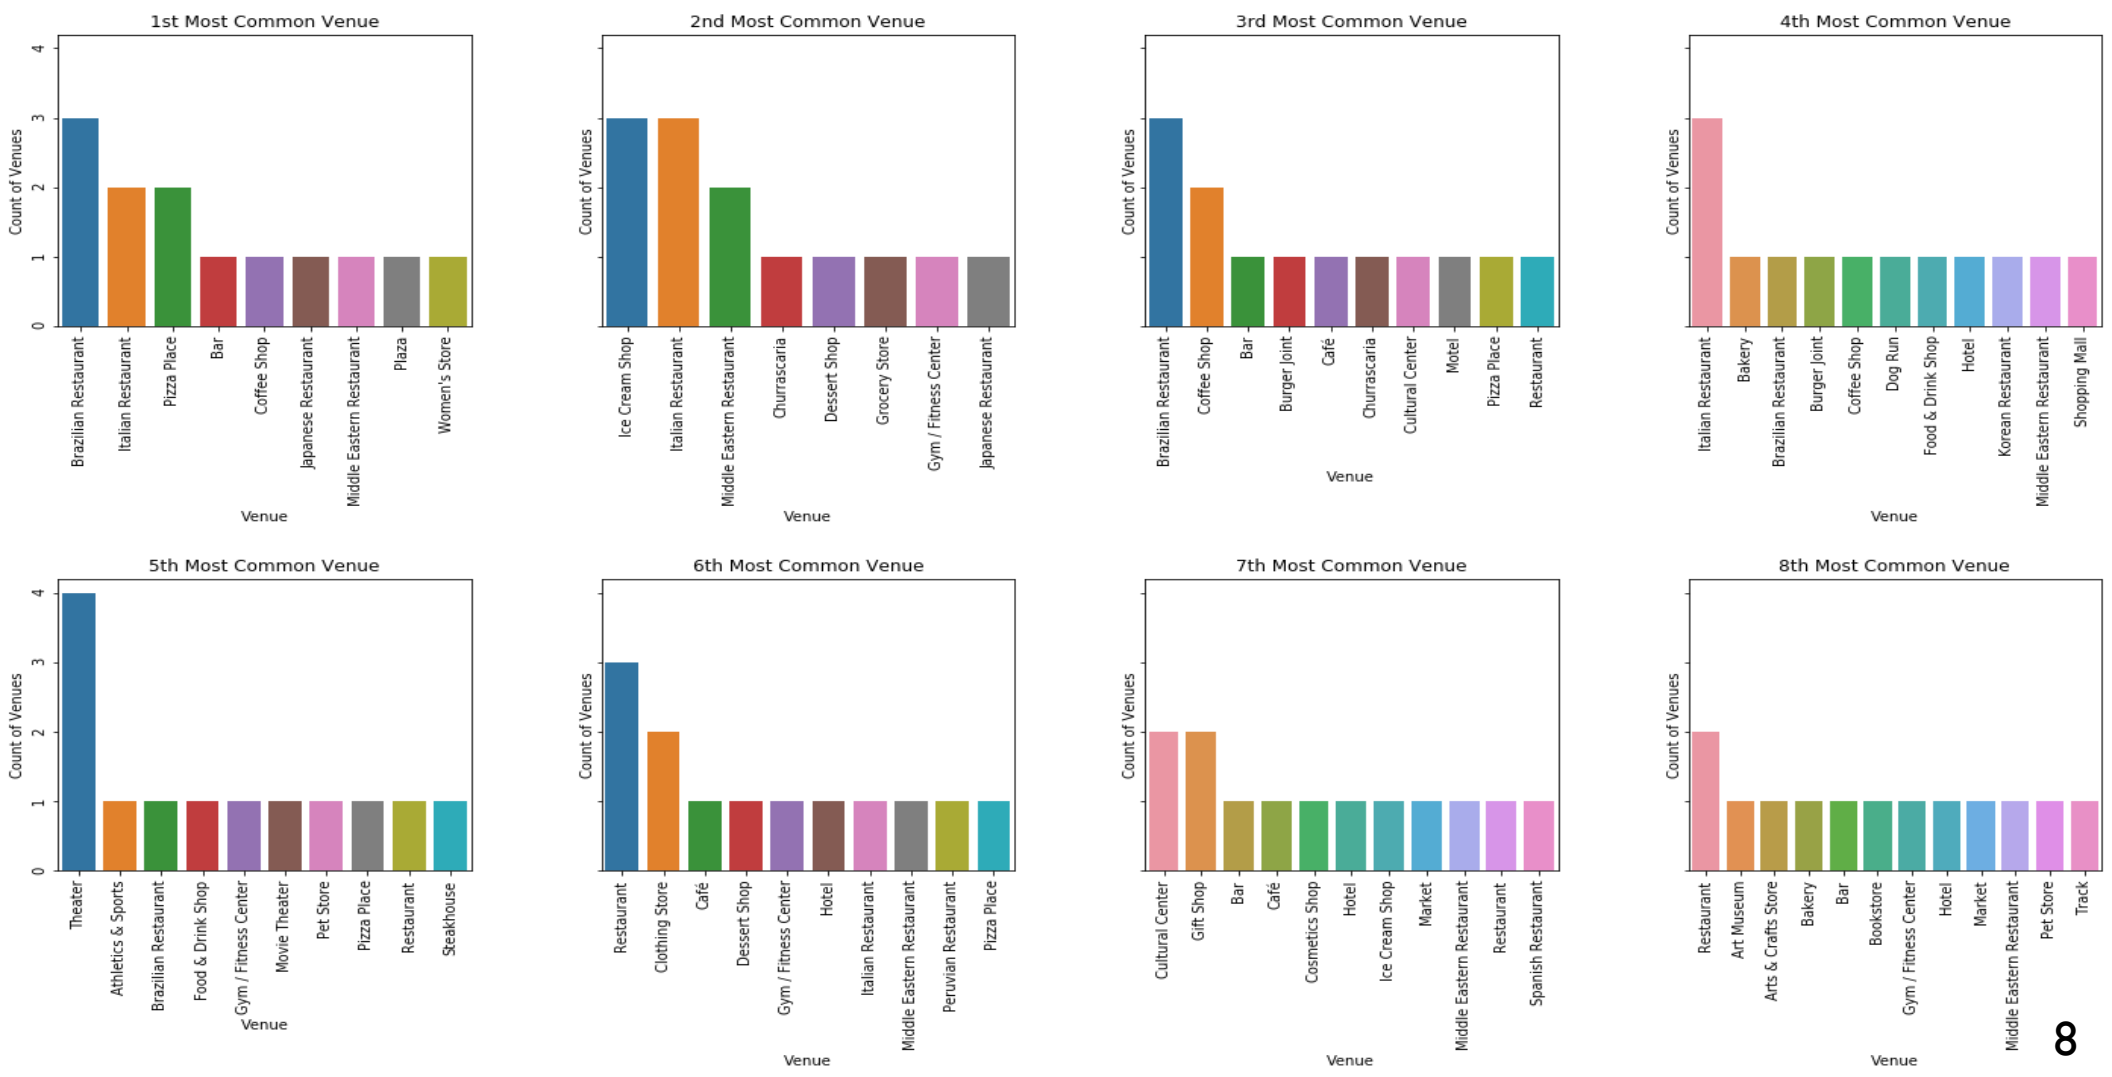 1st Most Common Venue
Count of Venues
4
3
2
1
0
Brazilian Restaurant
Italian Restaurant
Pizza Place
Bar
Coffee Shop
Japanese Restaurant
Middle Eastern Restaurant
Plaza
Women's Store
Venue
2nd Most Common Venue
Count of Venues
Ice Cream Shop
Italian Restaurant
Middle Eastern Restaurant
Churrascaria
Dessert Shop
Grocery Store
Gym / Fitness Center
Japanese Restaurant
Venue
3rd Most Common Venue
Count of Venues
Brazilian Restaurant
Coffee Shop
Bar
Burger Joint
Café
Churrascaria
Cultural Center
Motel
Pizza Place
Restaurant
Venue
4th Most Common Venue
Count of Venues
Italian Restaurant
Bakery
Brazilian Restaurant
Burger Joint
Coffee Shop
Dog Run
Food & Drink Shop
Hotel
Korean Restaurant
Middle Eastern Restaurant
Shopping Mall
Venue
5th Most Common Venue
Count of Venues
4
3
2
1
0
Theater
Athletics & Sports
Brazilian Restaurant
Food & Drink Shop
Gym / Fitness Center
Movie Theater
Pet Store
Pizza Place
Restaurant
Steakhouse
Venue
6th Most Common Venue
Count of Venues
Restaurant
Clothing Store
Café
Dessert Shop
Gym / Fitness Center
Hotel
Italian Restaurant
Middle Eastern Restaurant
Peruvian Restaurant
Pizza Place
Venue
7th Most Common Venue
Count of Venues
Cultural Center
Gift Shop
Bar
Café
Cosmetics Shop
Hotel
Ice Cream Shop
Market
Middle Eastern Restaurant
Restaurant
Spanish Restaurant
Venue
8th Most Common Venue
Count of Venues
Restaurant
Art Museum
Arts & Crafts Store
Bakery
Bar
Bookstore
Gym / Fitness Center
Hotel
Market
Middle Eastern Restaurant
Pet Store
Track
Venue
8